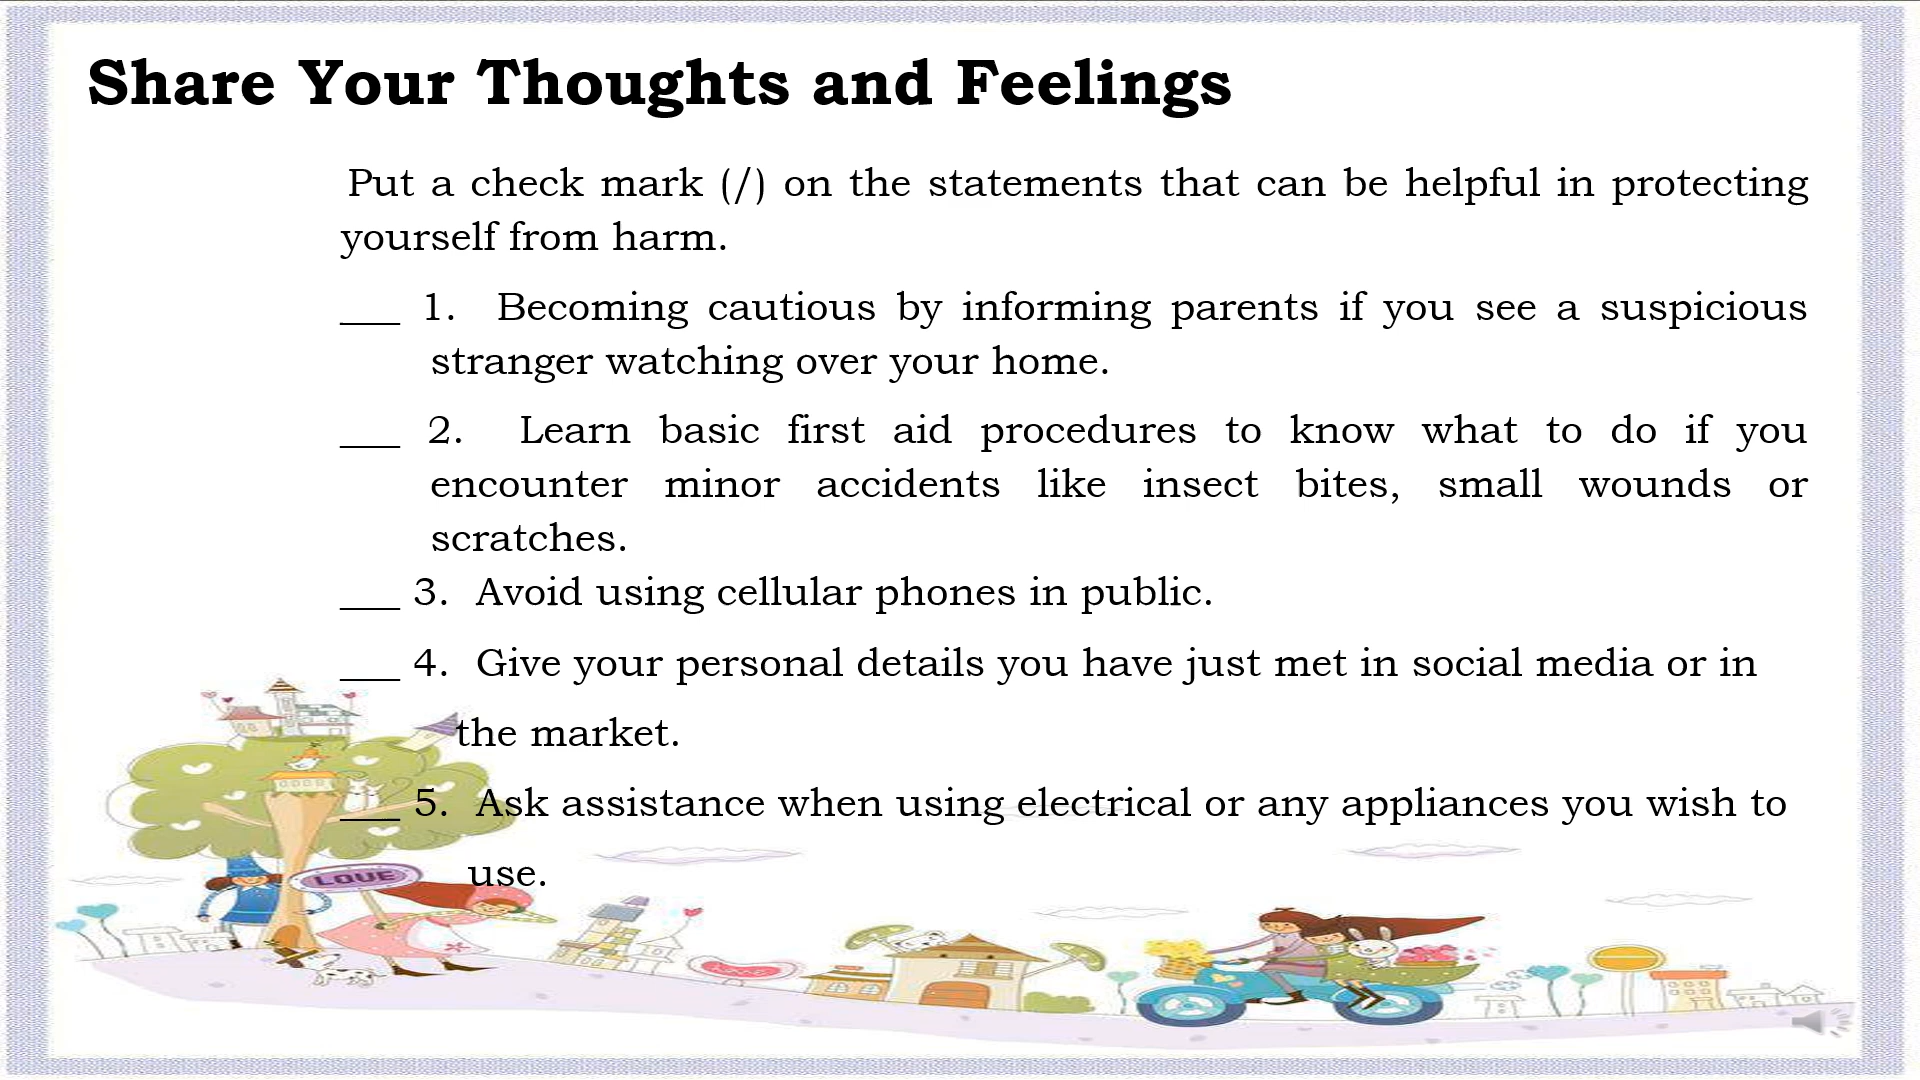 Share Your Thoughts and Feelings
Put a check mark (/) on the statements that can be helpful in protecting
yourself from harm.
___ 1. Becoming cautious by informing parents if you see a suspicious
stranger watching over your home.
___ 2. Learn basic first aid procedures to know what to do if you
encounter minor accidents like insect bites, small wounds or
scratches.
___ 3. Avoid using cellular phones in public.
___ 4. Give your personal details you have just met in social media or in
the market.
___ 5. Ask assistance when using electrical or any appliances you wish to
use.
LOVE